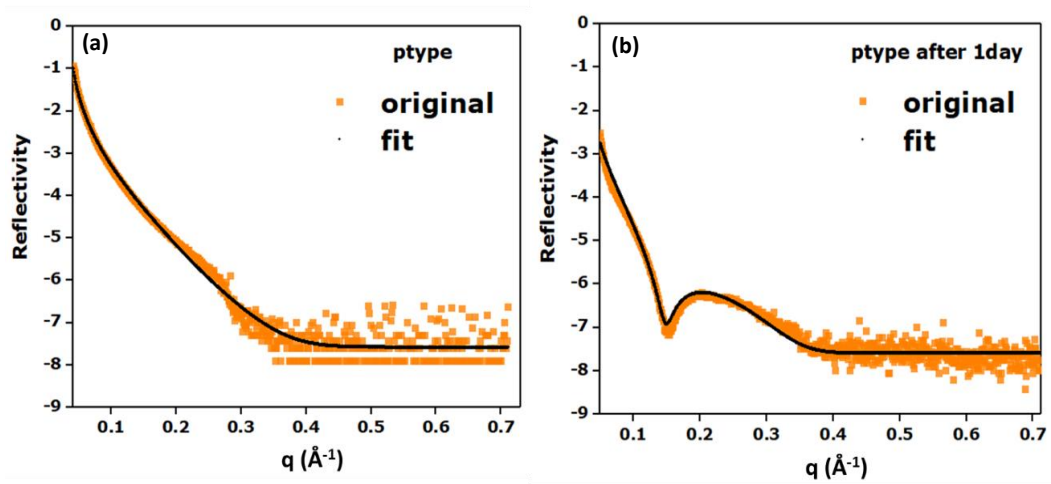 (a)
ptype
original
fit
Reflectivity
0
-1
-2
-3
-4
-5
-6
-7
-8
-9
0.1 0.2 0.3 0.4 0.5 0.6 0.7
q (Å-1)
(b)
ptype after 1day
original
fit
Reflectivity
0
-1
-2
-3
-4
-5
-6
-7
-8
-9
0.1 0.2 0.3 0.4 0.5 0.6 0.7
q (Å-1)